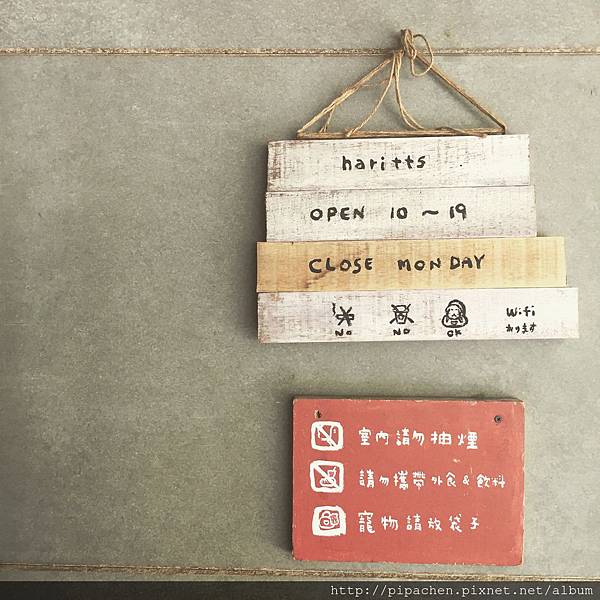 haritts
OPEN 10~19
CLOSE MONDAY
No NO OK Wifi
あります
室內請勿抽煙
請勿攜帶外食&飲料
寵物請放袋子
http://pipachen.pixnet.net/album